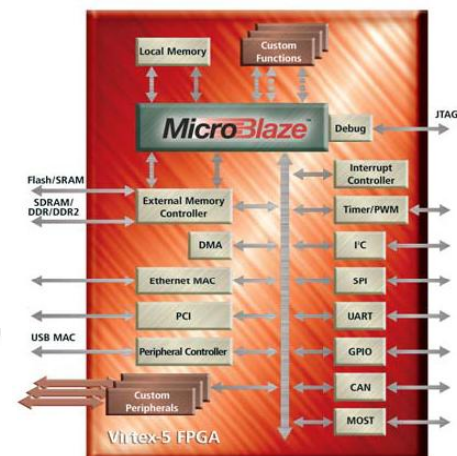 Local Memory
Custom
Functions
MicroBlaze™
Debug
JTAG
Flash/SRAM
SDRAM/
DDR/DDR2
External Memory
Controller
Interrupt
Controller
Timer/PWM
DMA
I²C
Ethernet MAC
SPI
PCI
UART
USB MAC
Peripheral Controller
GPIO
Custom
Peripherals
CAN
MOST
Virtex-5 FPGA